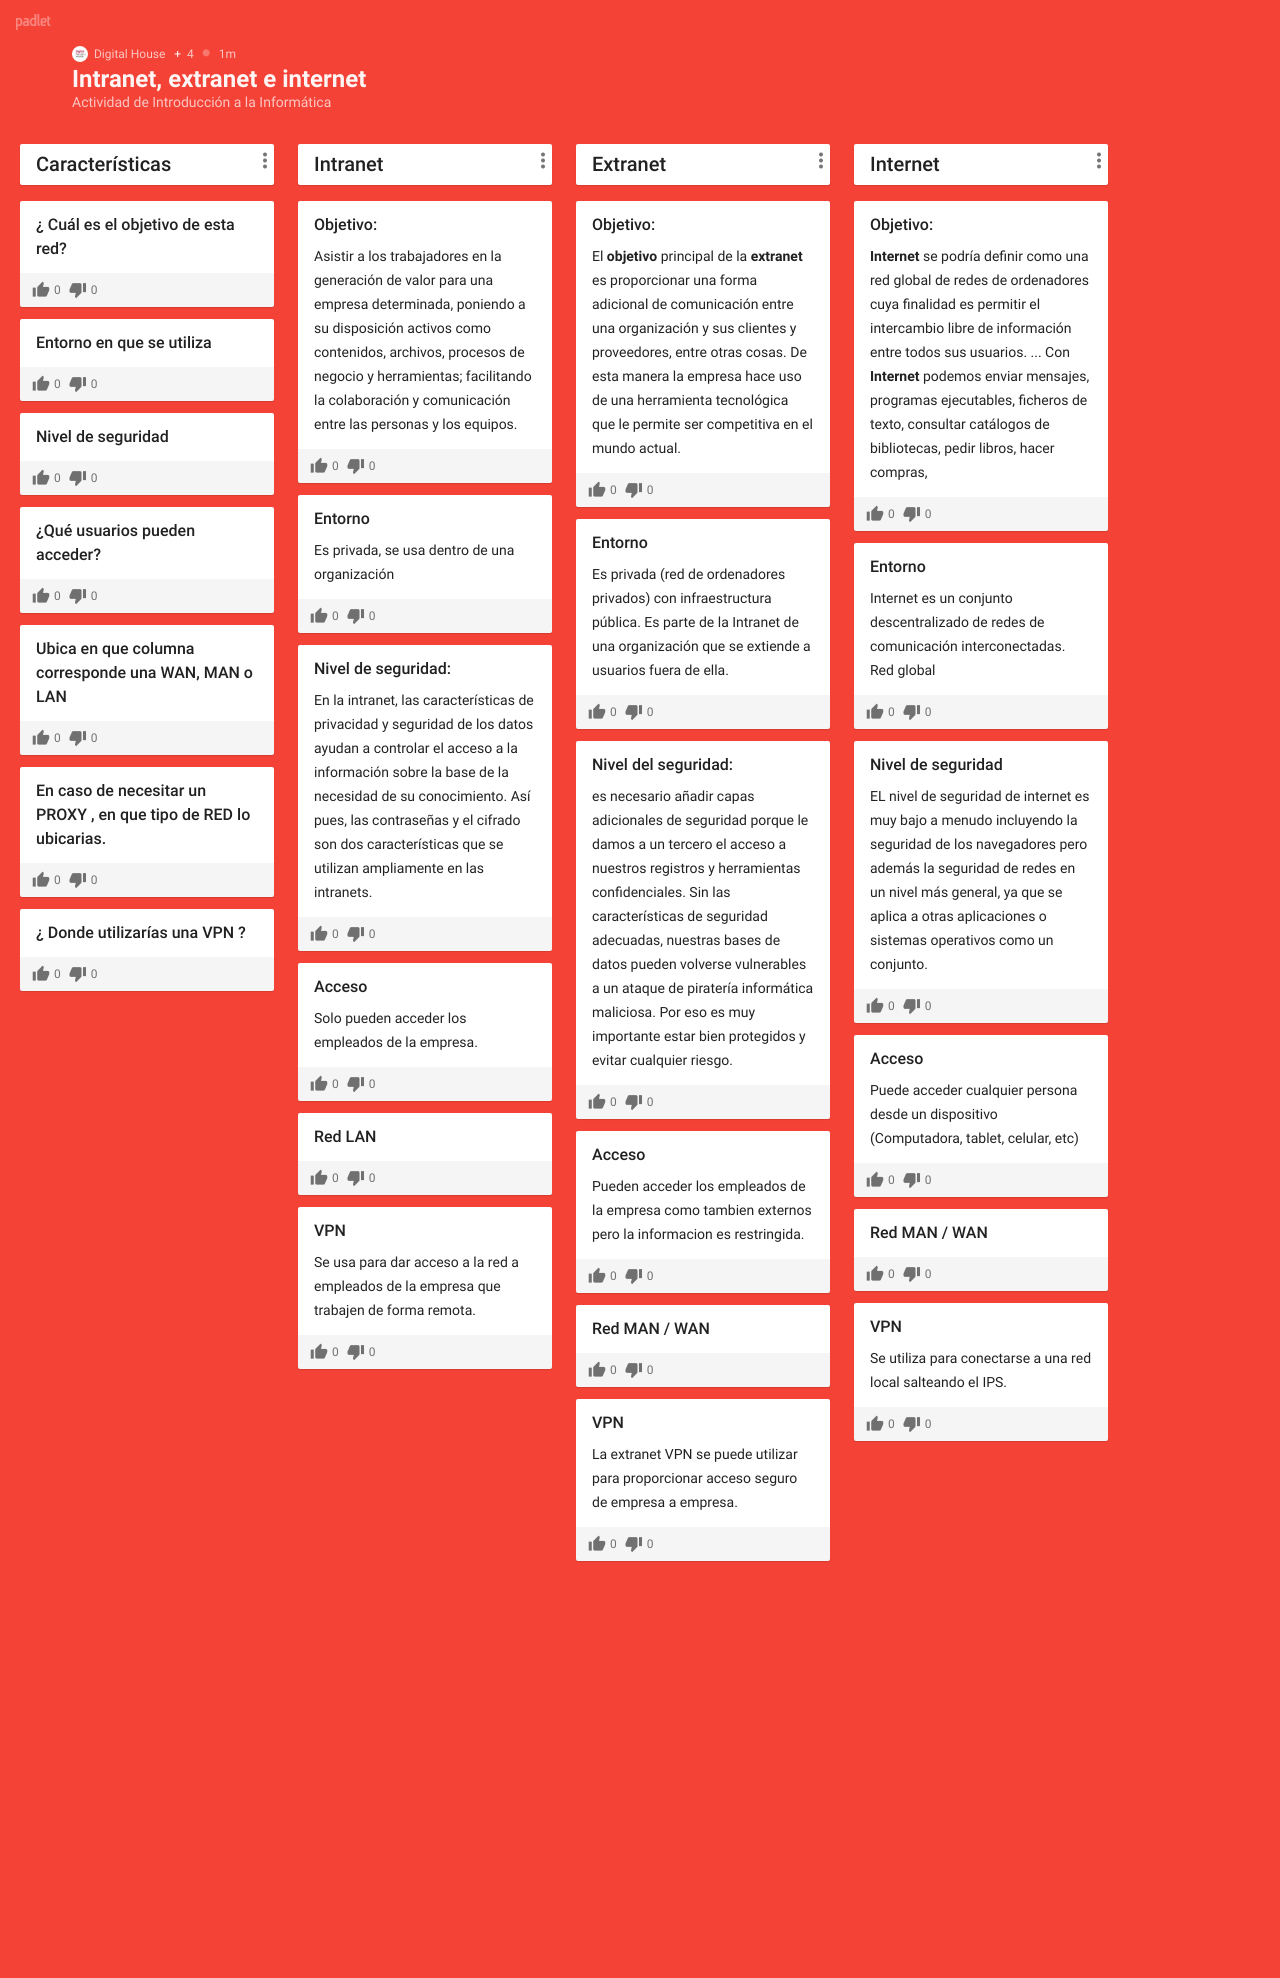 padlet
Digital House + 4 • 1m
Intranet, extranet e internet
Actividad de Introducción a la Informática
Características
¿ Cuál es el objetivo de esta
red?
0 0
Entorno en que se utiliza
0 0
Nivel de seguridad
0 0
¿Qué usuarios pueden
acceder?
0 0
Ubica en que columna
corresponde una WAN, MAN o
LAN
0 0
En caso de necesitar un
PROXY , en que tipo de RED lo
ubicarias.
0 0
¿ Donde utilizarías una VPN ?
0 0
Intranet
Objetivo:
Asistir a los trabajadores en la
generación de valor para una
empresa determinada, poniendo a
su disposición activos como
contenidos, archivos, procesos de
negocio y herramientas; facilitando
la colaboración y comunicación
entre las personas y los equipos.
0 0
Entorno
Es privada, se usa dentro de una
organización
0 0
Nivel de seguridad:
En la intranet, las características de
privacidad y seguridad de los datos
ayudan a controlar el acceso a la
información sobre la base de la
necesidad de su conocimiento. Así
pues, las contraseñas y el cifrado
son dos características que se
utilizan ampliamente en las
intranets.
0 0
Acceso
Solo pueden acceder los
empleados de la empresa.
0 0
Red LAN
0 0
VPN
Se usa para dar acceso a la red a
empleados de la empresa que
trabajen de forma remota.
0 0
Extranet
Objetivo:
El objetivo principal de la extranet
es proporcionar una forma
adicional de comunicación entre
una organización y sus clientes y
proveedores, entre otras cosas. De
esta manera la empresa hace uso
de una herramienta tecnológica
que le permite ser competitiva en el
mundo actual.
0 0
Entorno
Es privada (red de ordenadores
privados) con infraestructura
pública. Es parte de la Intranet de
una organización que se extiende a
usuarios fuera de ella.
0 0
Nivel del seguridad:
es necesario añadir capas
adicionales de seguridad porque le
damos a un tercero el acceso a
nuestros registros y herramientas
confidenciales. Sin las
características de seguridad
adecuadas, nuestras bases de
datos pueden volverse vulnerables
a un ataque de piratería informática
maliciosa. Por eso es muy
importante estar bien protegidos y
evitar cualquier riesgo.
0 0
Acceso
Pueden acceder los empleados de
la empresa como tambien externos
pero la informacion es restringida.
0 0
Red MAN / WAN
0 0
VPN
La extranet VPN se puede utilizar
para proporcionar acceso seguro
de empresa a empresa.
0 0
Internet
Objetivo:
Internet se podría definir como una
red global de redes de ordenadores
cuya finalidad es permitir el
intercambio libre de información
entre todos sus usuarios. ... Con
Internet podemos enviar mensajes,
programas ejecutables, ficheros de
texto, consultar catálogos de
bibliotecas, pedir libros, hacer
compras,
0 0
Entorno
Internet es un conjunto
descentralizado de redes de
comunicación interconectadas.
Red global
0 0
Nivel de seguridad
EL nivel de seguridad de internet es
muy bajo a menudo incluyendo la
seguridad de los navegadores pero
además la seguridad de redes en
un nivel más general, ya que se
aplica a otras aplicaciones o
sistemas operativos como un
conjunto.
0 0
Acceso
Puede acceder cualquier persona
desde un dispositivo
(Computadora, tablet, celular, etc)
0 0
Red MAN / WAN
0 0
VPN
Se utiliza para conectarse a una red
local salteando el IPS.
0 0